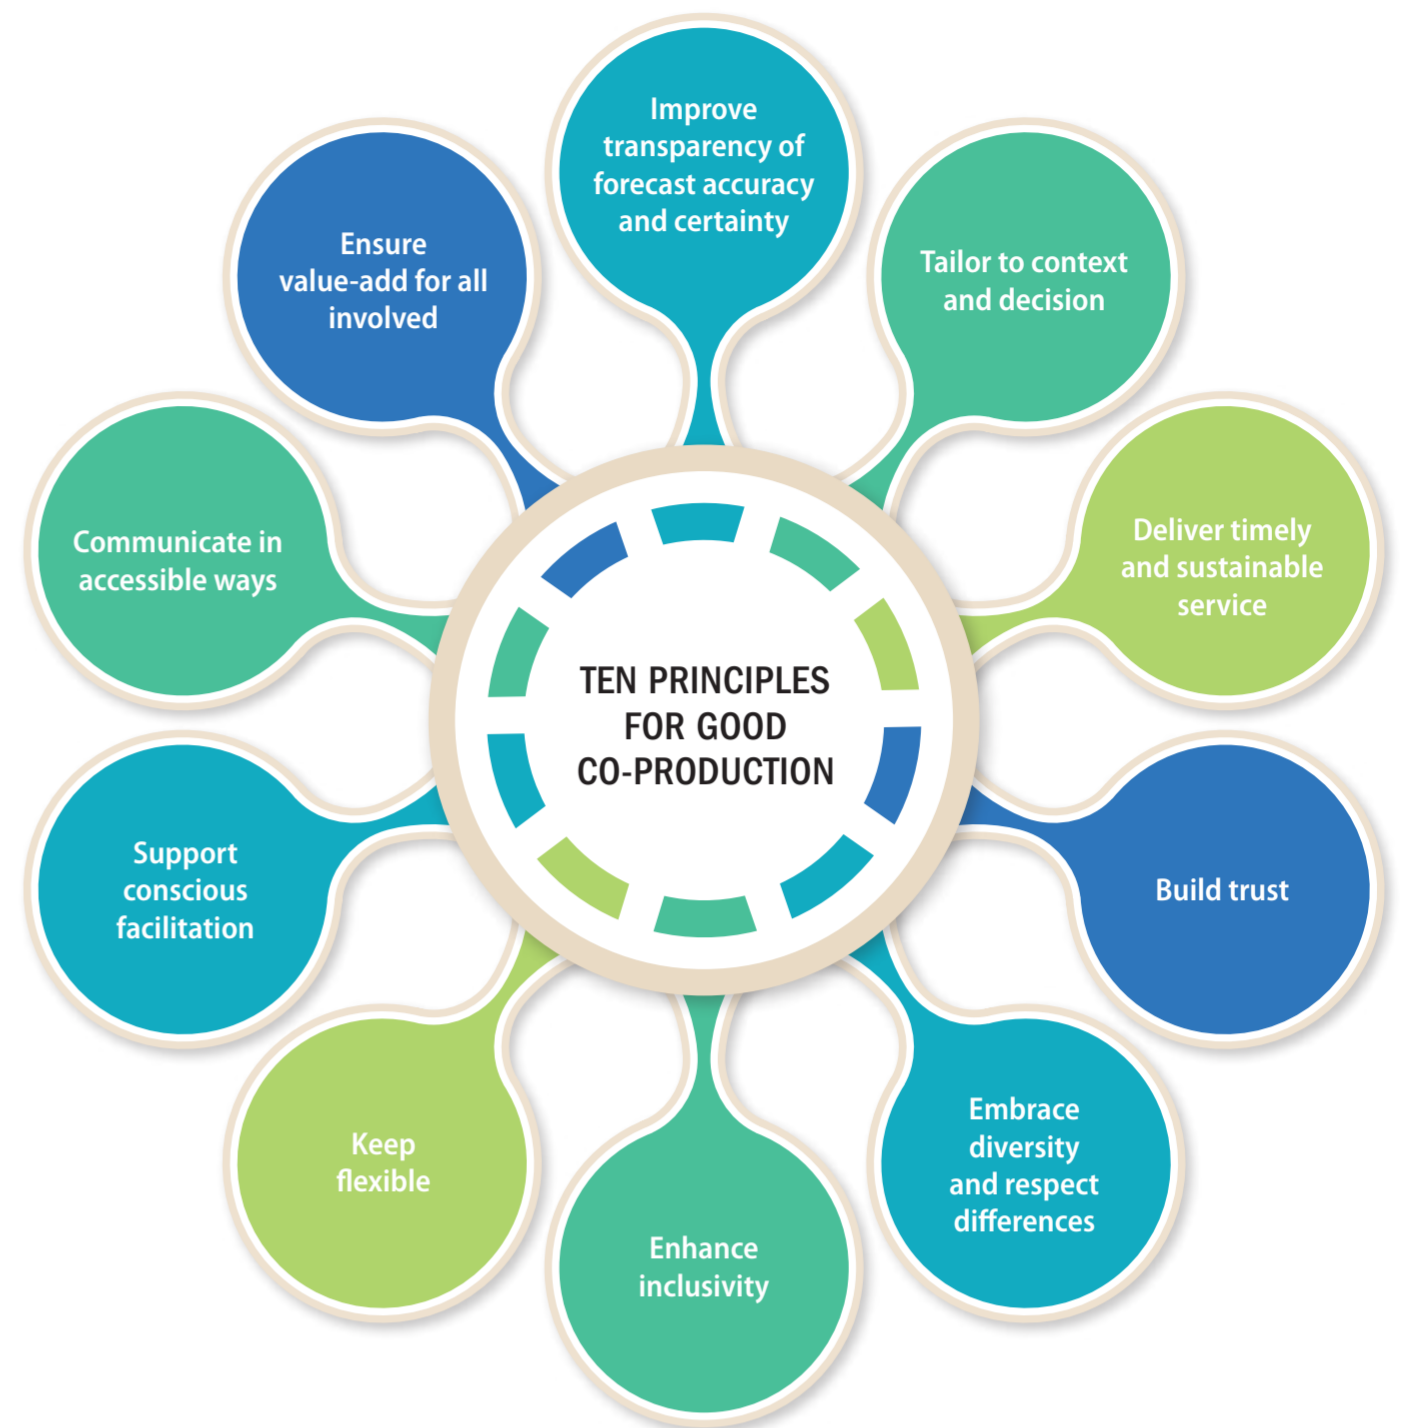 Improve
transparency of
forecast accuracy
and certainty
Tailor to context
and decision
Deliver timely
and sustainable
service
Build trust
Embrace
diversity
and respect
differences
Enhance
inclusivity
Keep
flexible
Support
conscious
facilitation
Communicate in
accessible ways
Ensure
value-add for all
involved
TEN PRINCIPLES
FOR GOOD
CO-PRODUCTION